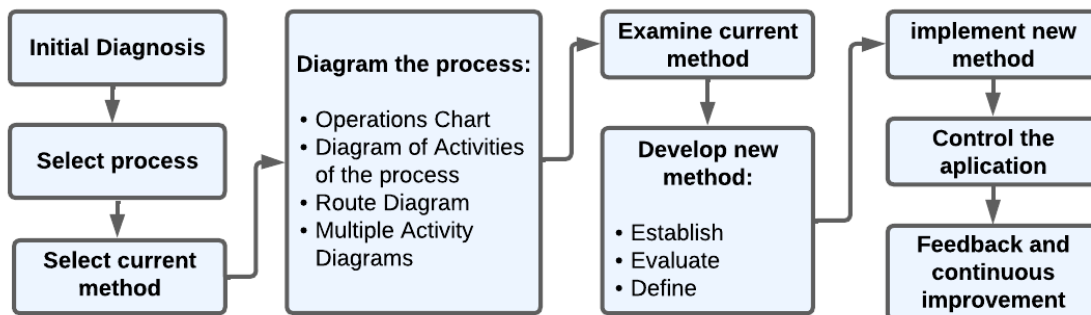 Initial Diagnosis
Select process
Select current
method
Diagram the process:
• Operations Chart
• Diagram of Activities
of the process
• Route Diagram
• Multiple Activity
Diagrams
Examine current
method
Develop new
method:
• Establish
• Evaluate
• Define
implement new
method
Control the
aplication
Feedback and
continuous
improvement